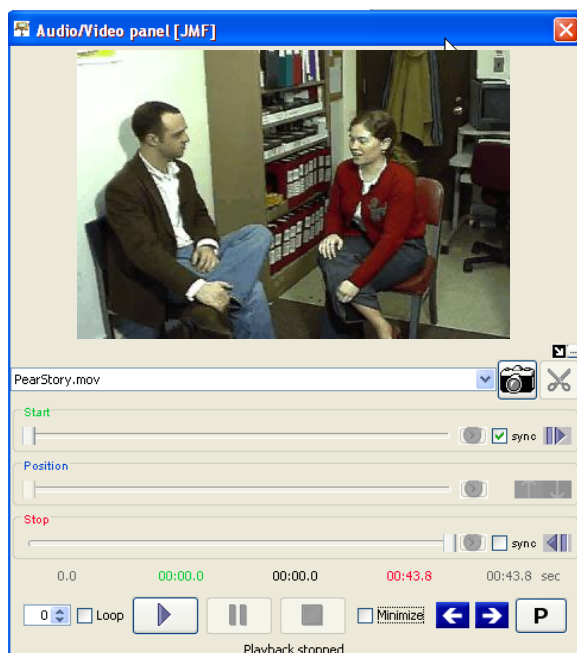 Audio/Video panel [JMF]
PearStory.mov
Start
sync
Position
Stop
sync
0.0 00:00.0 00:00.0 00:43.8 00:43.8 sec
0 Loop Minimize P
Playback stopped